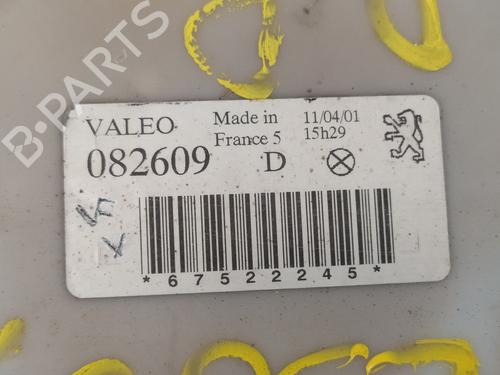 B-PARTS
VALEO
Made in
France 5
11/04/01
15h29
082609
D
*67522245*